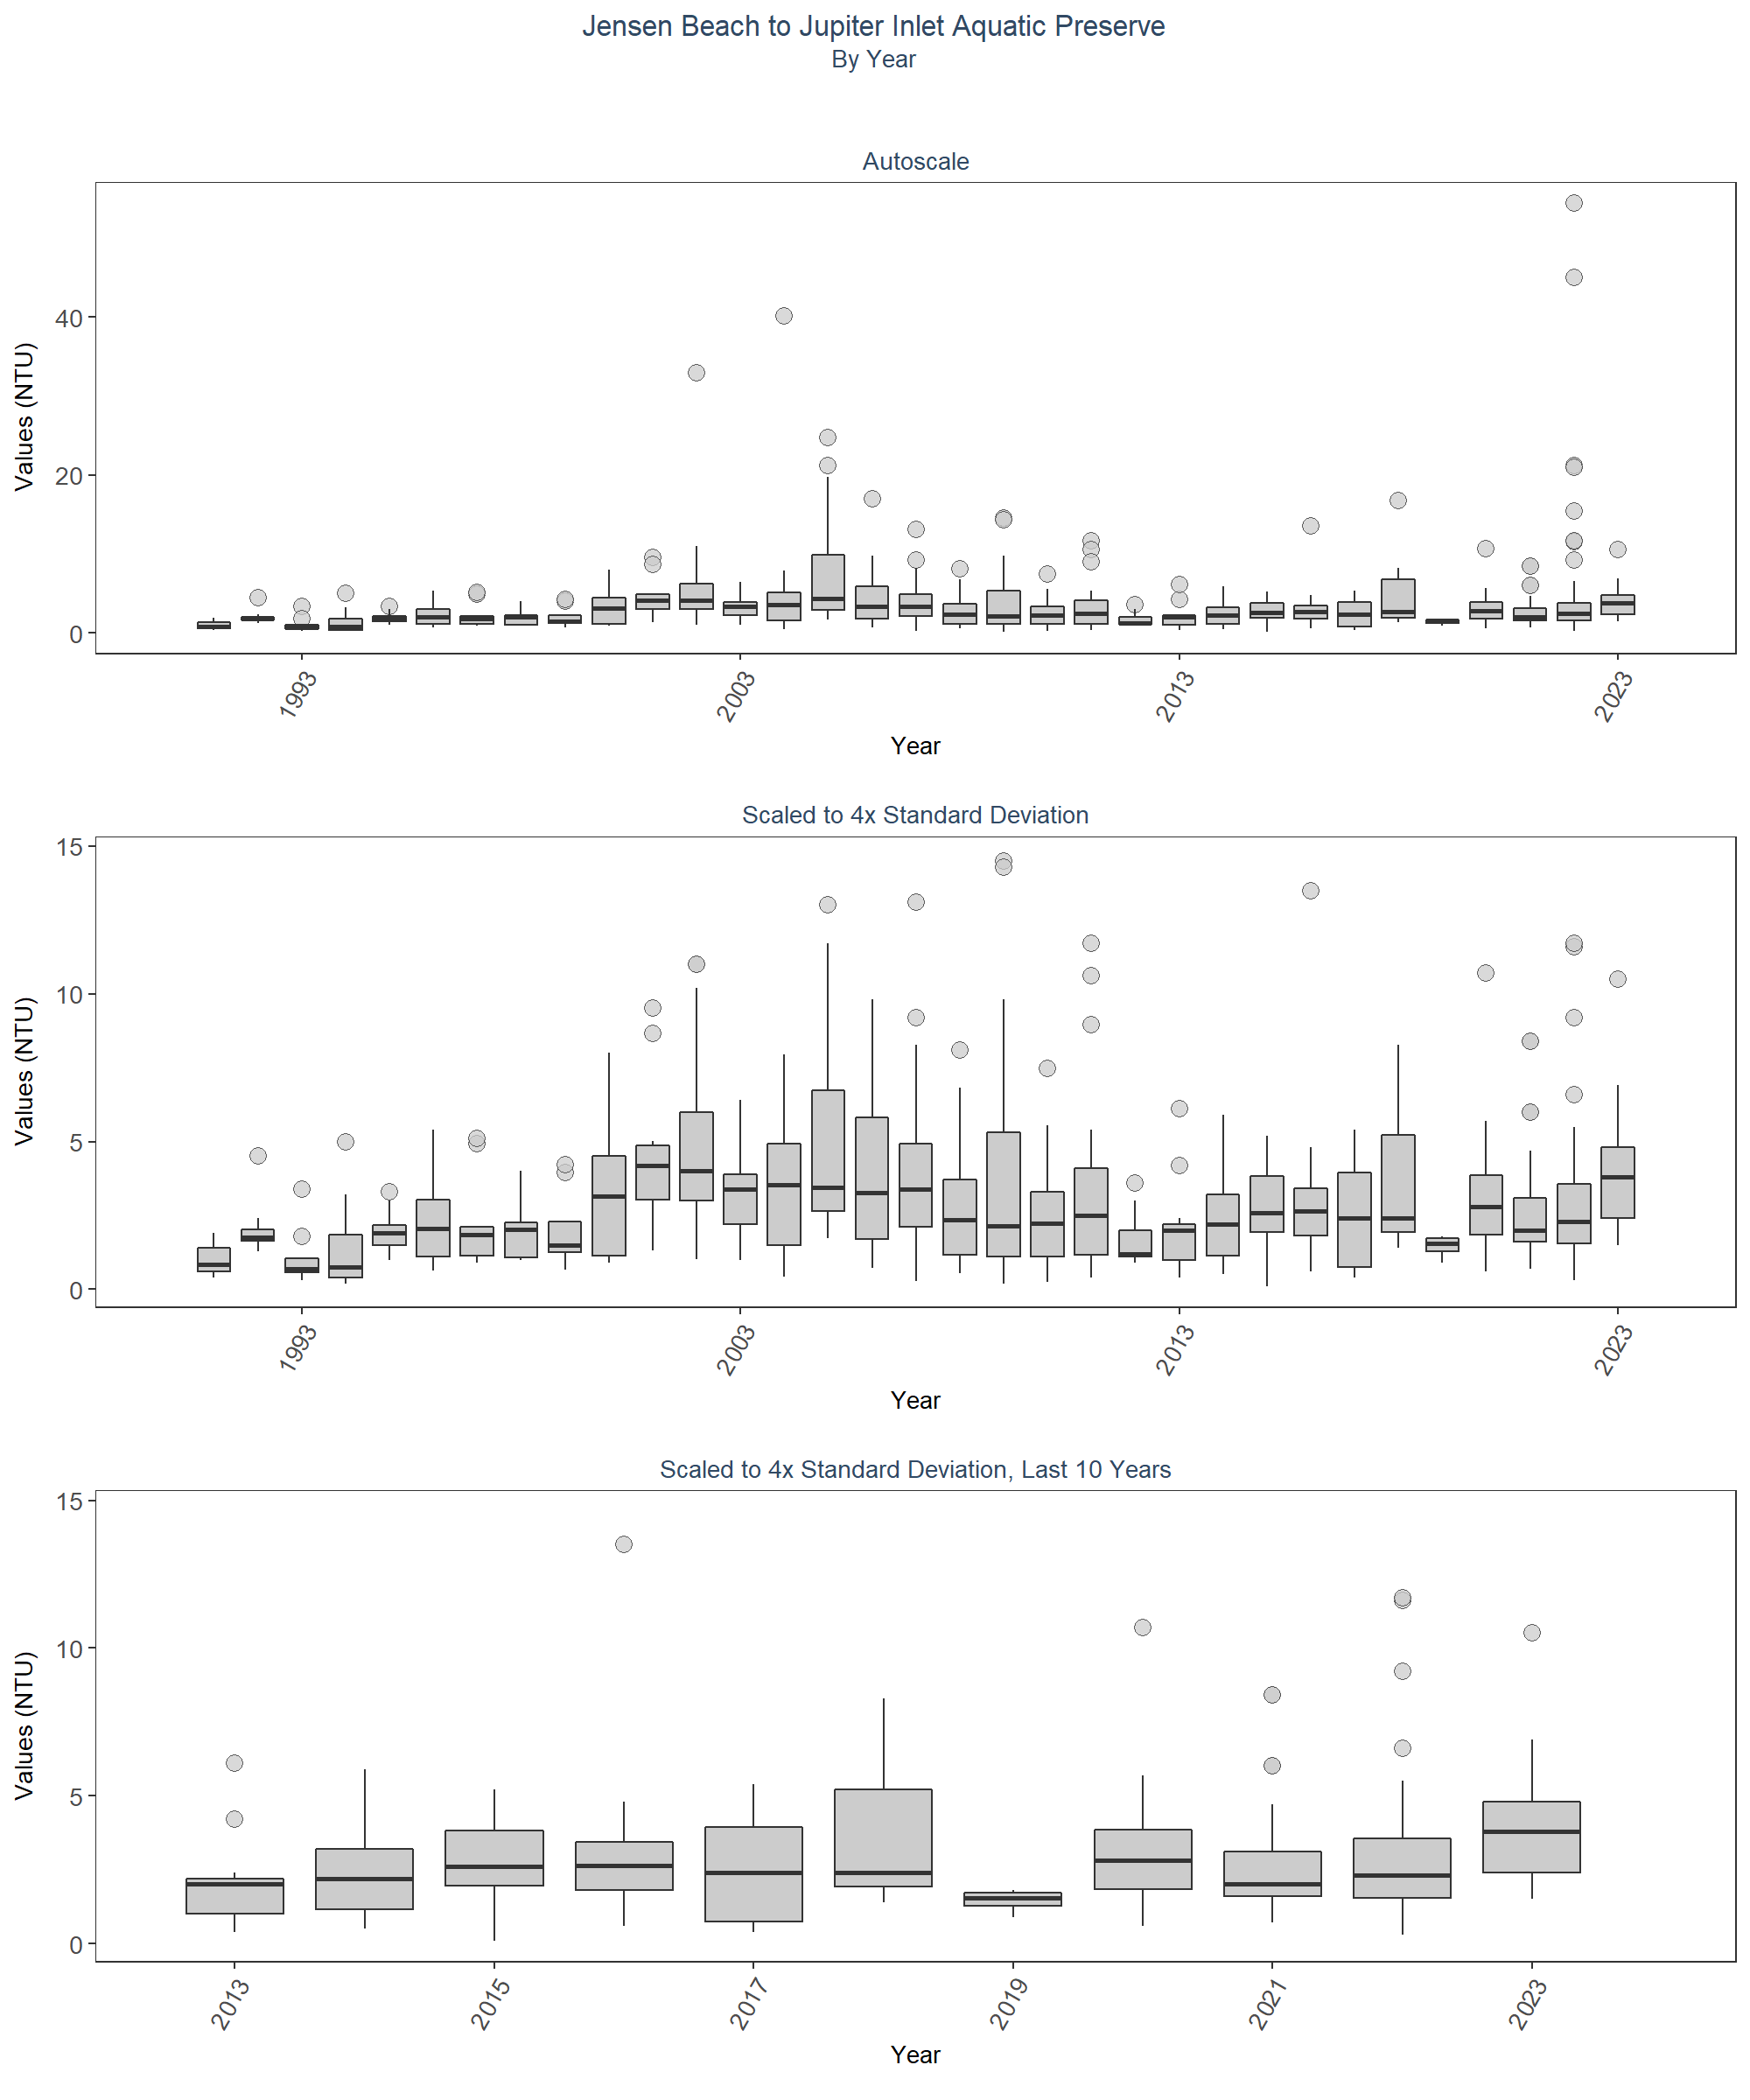 Jensen Beach to Jupiter Inlet Aquatic Preserve
By Year
Autoscale
Values (NTU)
40
20
0
1993
2003
2013
2023
Year
Scaled to 4x Standard Deviation
Values (NTU)
15
10
5
0
1993
2003
2013
2023
Year
Scaled to 4x Standard Deviation, Last 10 Years
Values (NTU)
15
10
5
0
2013
2015
2017
2019
2021
2023
Year